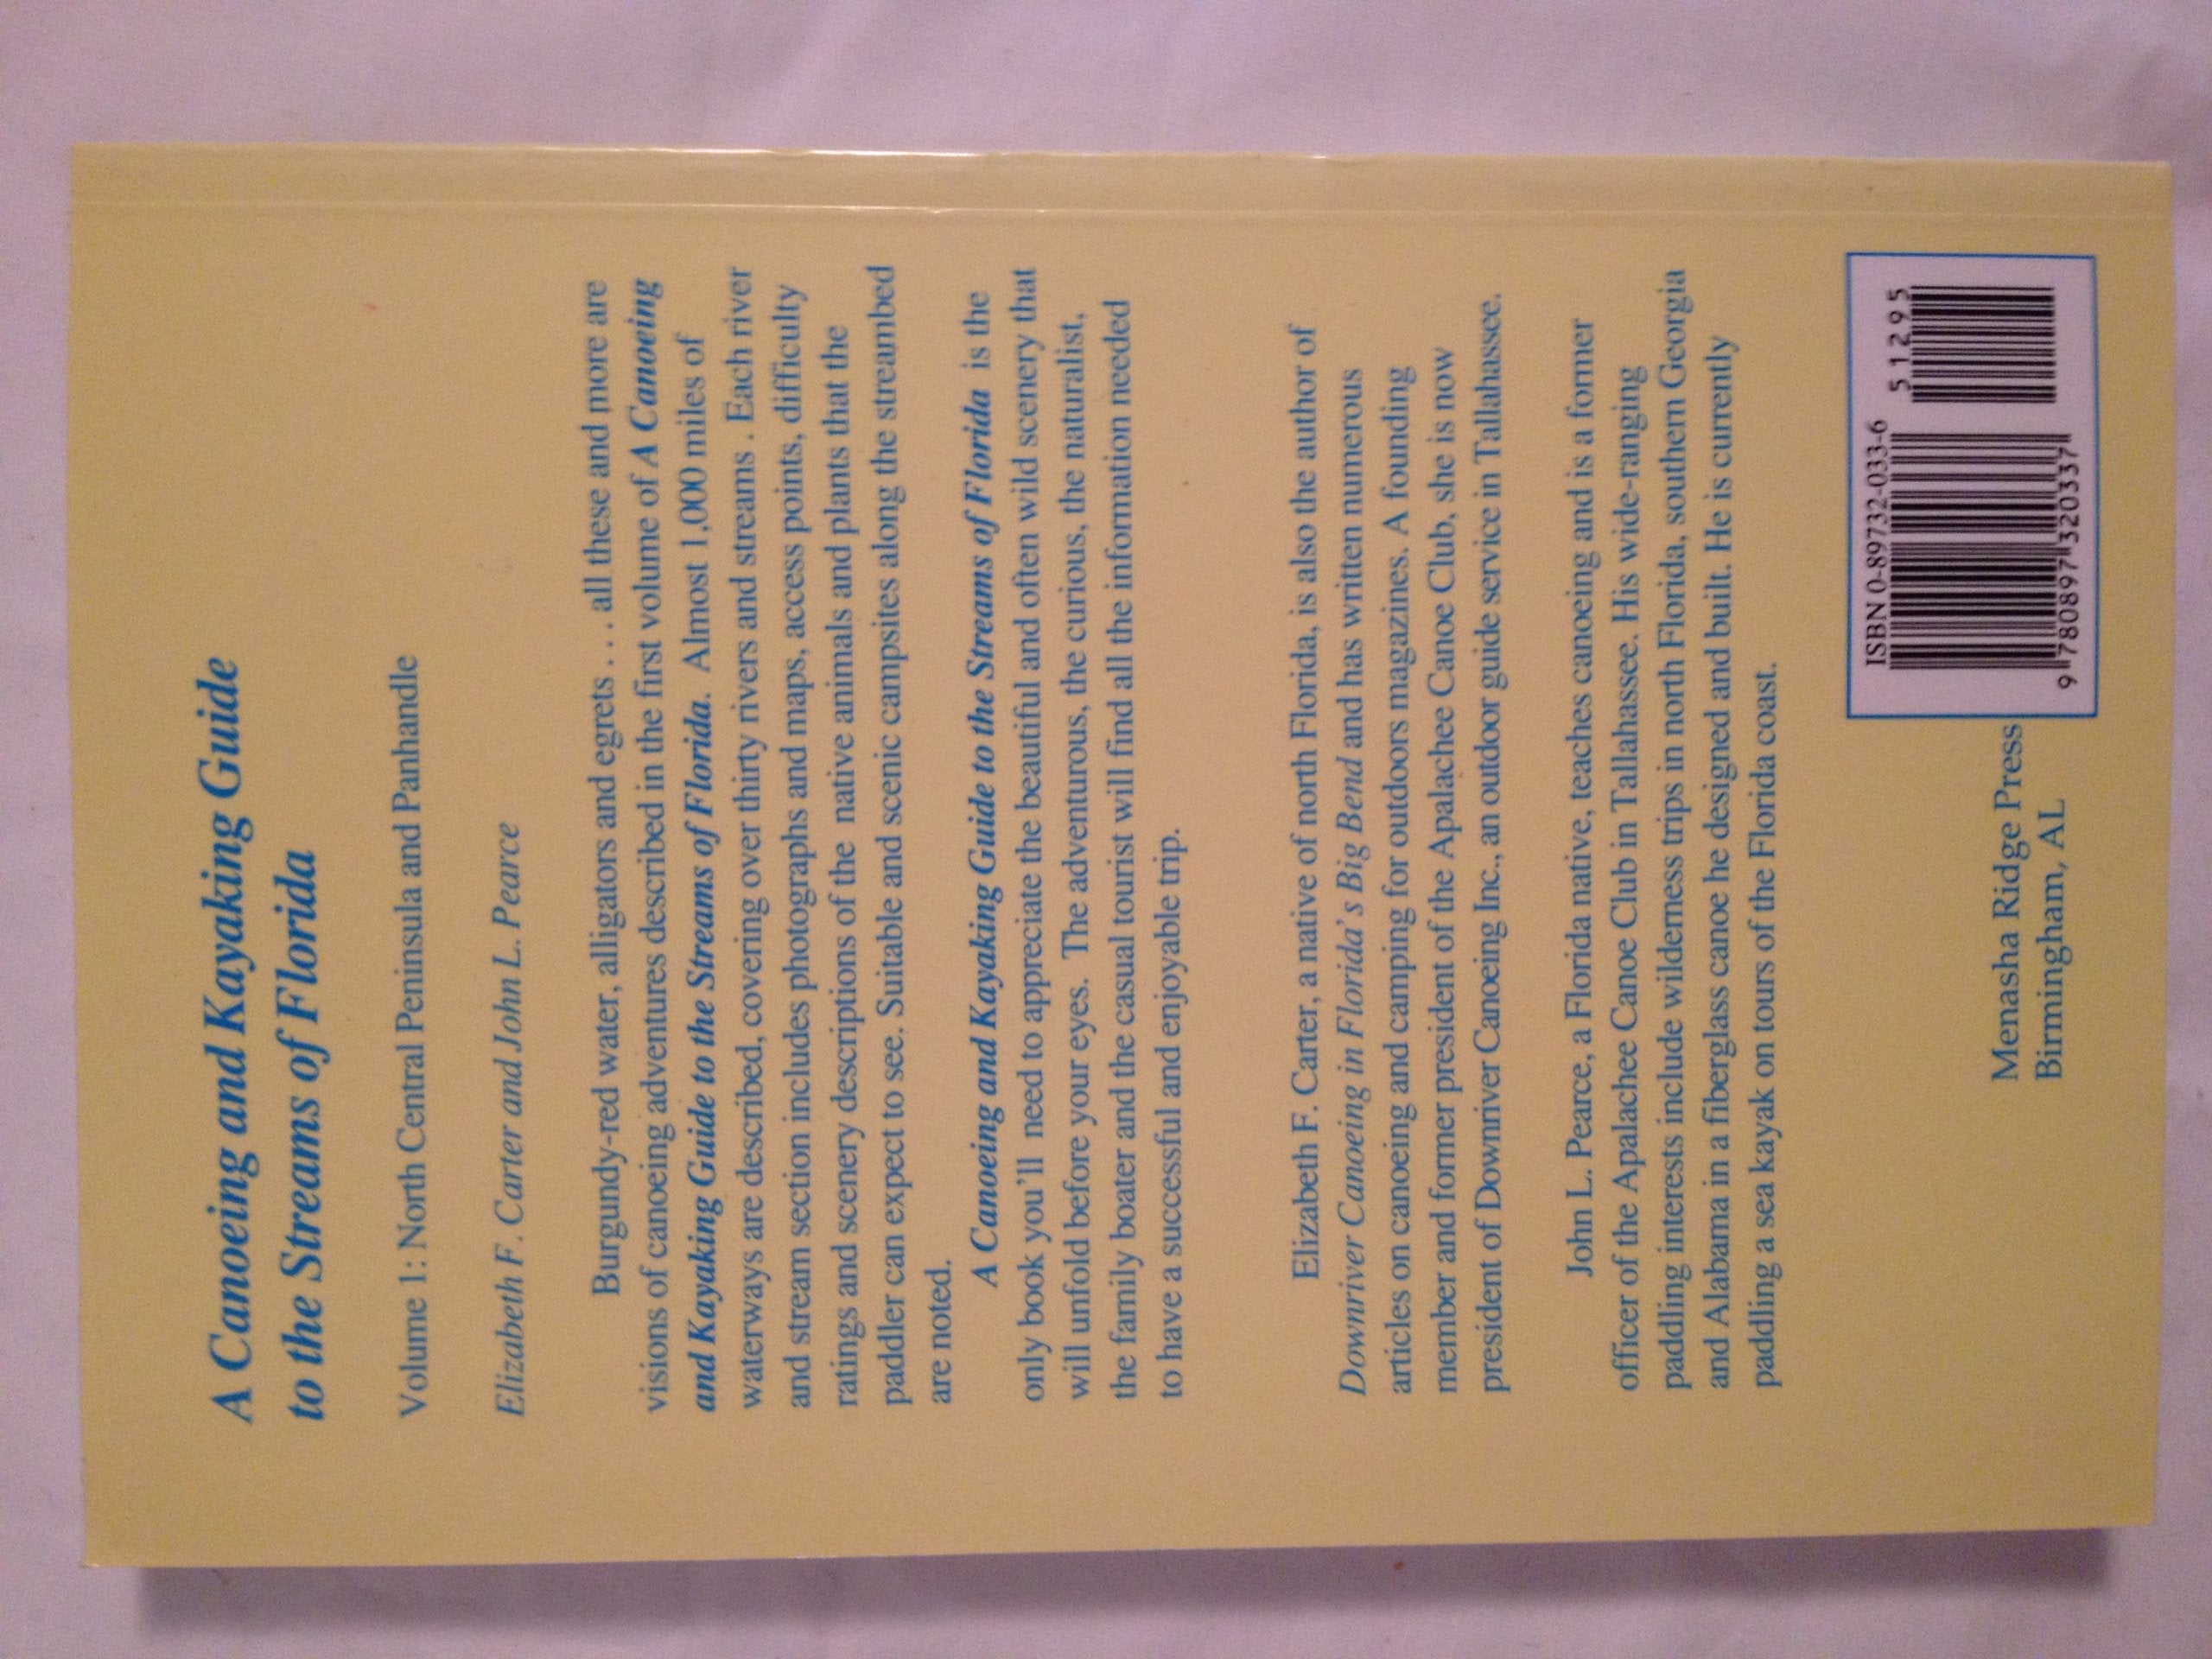 A Canoeing and Kayaking Guide
to the Streams of Florida
Volume 1: North Central Peninsula and Panhandle
Elizabeth F. Carter and John L. Pearce
Burgundy-red water, alligators and egrets . . . all these and more are
visions of canoeing adventures described in the first volume of A Canoeing
and Kayaking Guide to the Streams of Florida. Almost 1,000 miles of
waterways are described, covering over thirty rivers and streams . Each river
and stream section includes photographs and maps, access points, difficulty
ratings and scenery descriptions of the native animals and plants that the
paddler can expect to see. Suitable and scenic campsites along the streambed
are noted.
A Canoeing and Kayaking Guide to the Streams of Florida is the
only book you'll need to appreciate the beautiful and often wild scenery that
will unfold before your eyes. The adventurous, the curious, the naturalist,
the family boater and the casual tourist will find all the information needed
to have a successful and enjoyable trip.
Elizabeth F. Carter, a native of north Florida, is also the author of
Downriver Canoeing in Florida's Big Bend and has written numerous
articles on canoeing and camping for outdoors magazines. A founding
member and former president of the Apalachee Canoe Club, she is now
president of Downriver Canoeing Inc., an outdoor guide service in Tallahassee.
John L. Pearce, a Florida native, teaches canoeing and is a former
officer of the Apalachee Canoe Club in Tallahassee. His wide-ranging
paddling interests include wilderness trips in north Florida, southern Georgia
and Alabama in a fiberglass canoe he designed and built. He is currently
paddling a sea kayak on tours of the Florida coast.
Menasha Ridge Press
Birmingham, AL
ISBN 0-89732-033-6
51295
9 780897 320337